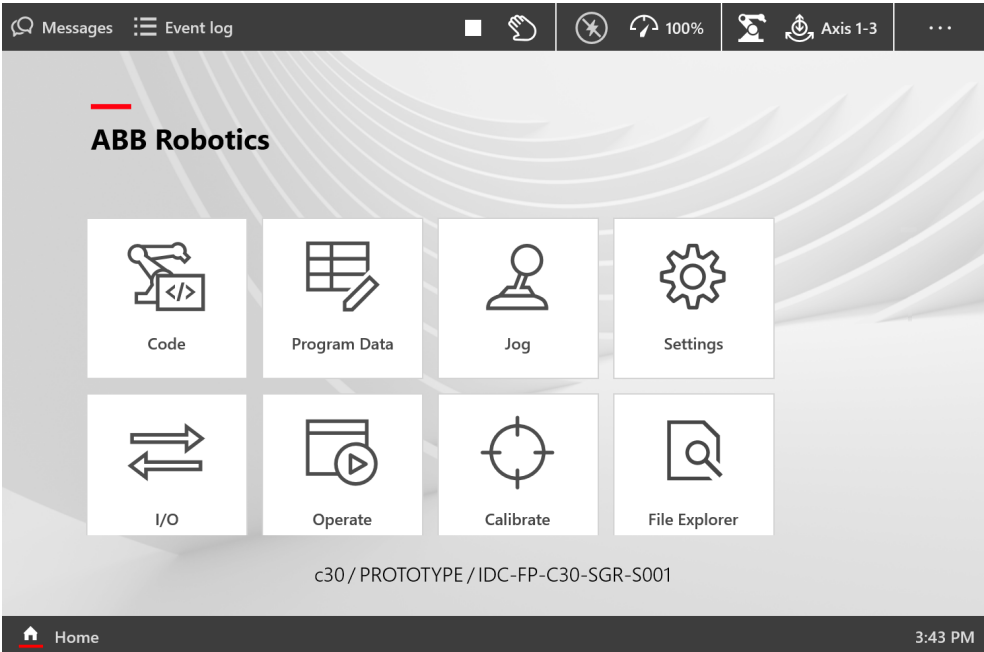 Messages Event log 100% Axis 1-3 ...
ABB Robotics
</> 
Code Program Data Jog Settings
I/O Operate Calibrate File Explorer
c30 / PROTOTYPE / IDC-FP-C30-SGR-S001
Home 3:43 PM